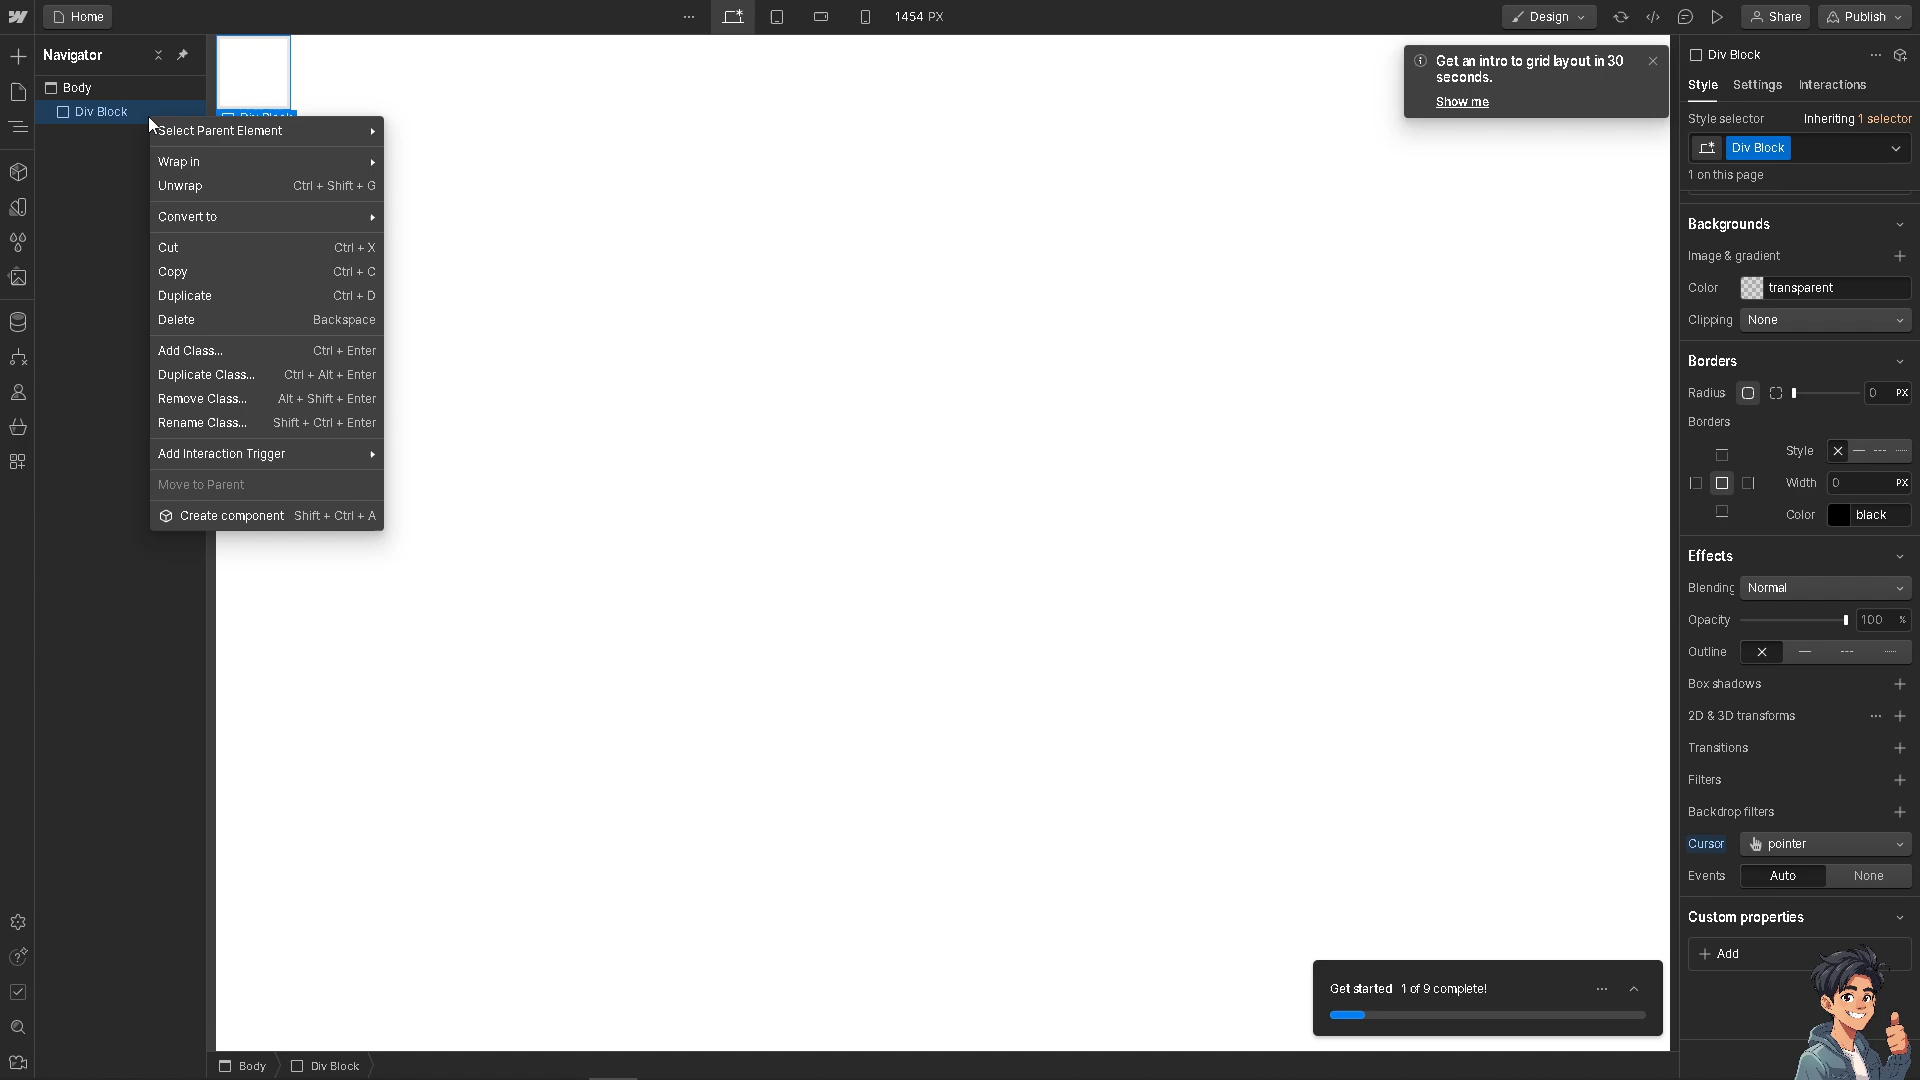 Home
1454 PX
Design
Share
Publish
Navigator
Body
Div Block
Select Parent Element
Wrap in
Unwrap Ctrl + Shift + G
Convert to
Cut Ctrl + X
Copy Ctrl + C
Duplicate Ctrl + D
Delete Backspace
Add Class... Ctrl + Enter
Duplicate Class... Ctrl + Alt + Enter
Remove Class... Alt + Shift + Enter
Rename Class... Shift + Ctrl + Enter
Add Interaction Trigger
Move to Parent
Create component Shift + Ctrl + A
Get an intro to grid layout in 30
seconds.
Show me
Div Block
Style Settings Interactions
Style selector Inheriting 1 selector
Div Block
1 on this page
Backgrounds
Image & gradient
Color transparent
Clipping None
Borders
Radius 0 PX
Borders
Style
Width 0 PX
Color black
Effects
Blending Normal
Opacity 100 %
Outline
Box shadows
2D & 3D transforms
Transitions
Filters
Backdrop filters
Cursor pointer
Events Auto None
Custom properties
Add
Get started 1 of 9 complete!
Body Div Block